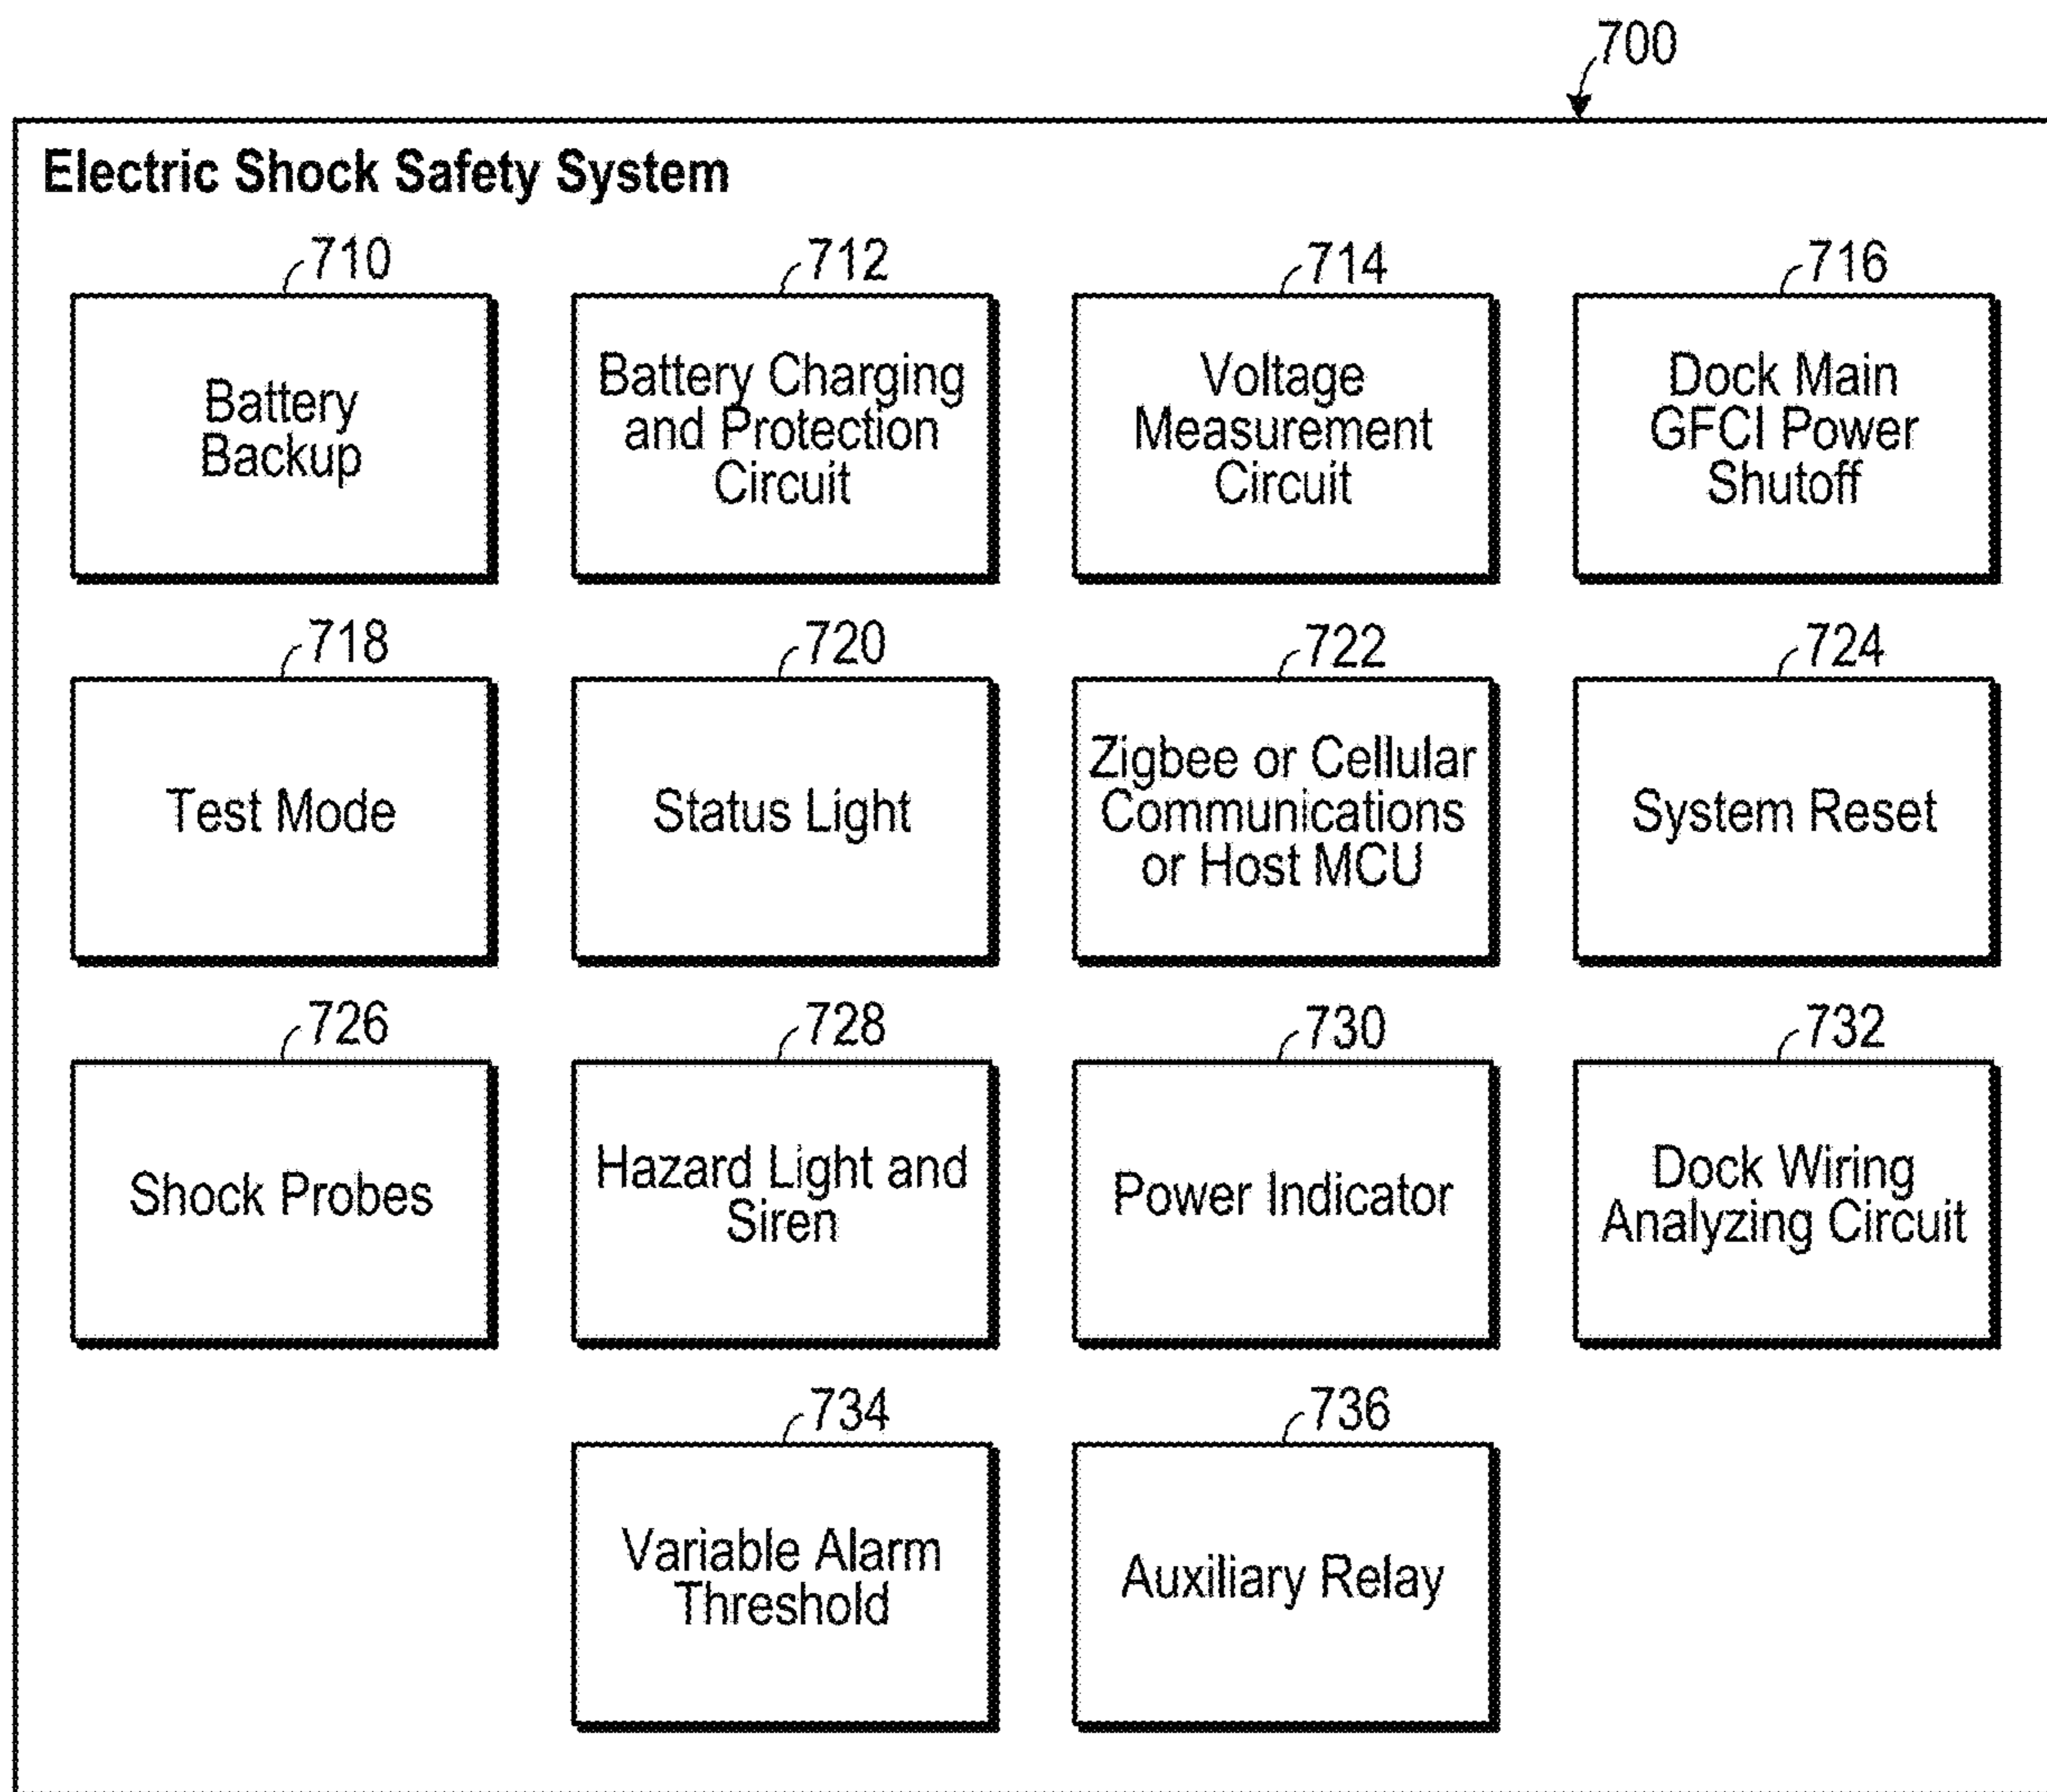 700
Electric Shock Safety System
710
Battery
Backup
712
Battery Charging
and Protection
Circuit
714
Voltage
Measurement
Circuit
716
Dock Main
GFCI Power
Shutoff
718
Test Mode
720
Status Light
722
Zigbee or Cellular
Communications
or Host MCU
724
System Reset
726
Shock Probes
728
Hazard Light and
Siren
730
Power Indicator
732
Dock Wiring
Analyzing Circuit
734
Variable Alarm
Threshold
736
Auxiliary Relay